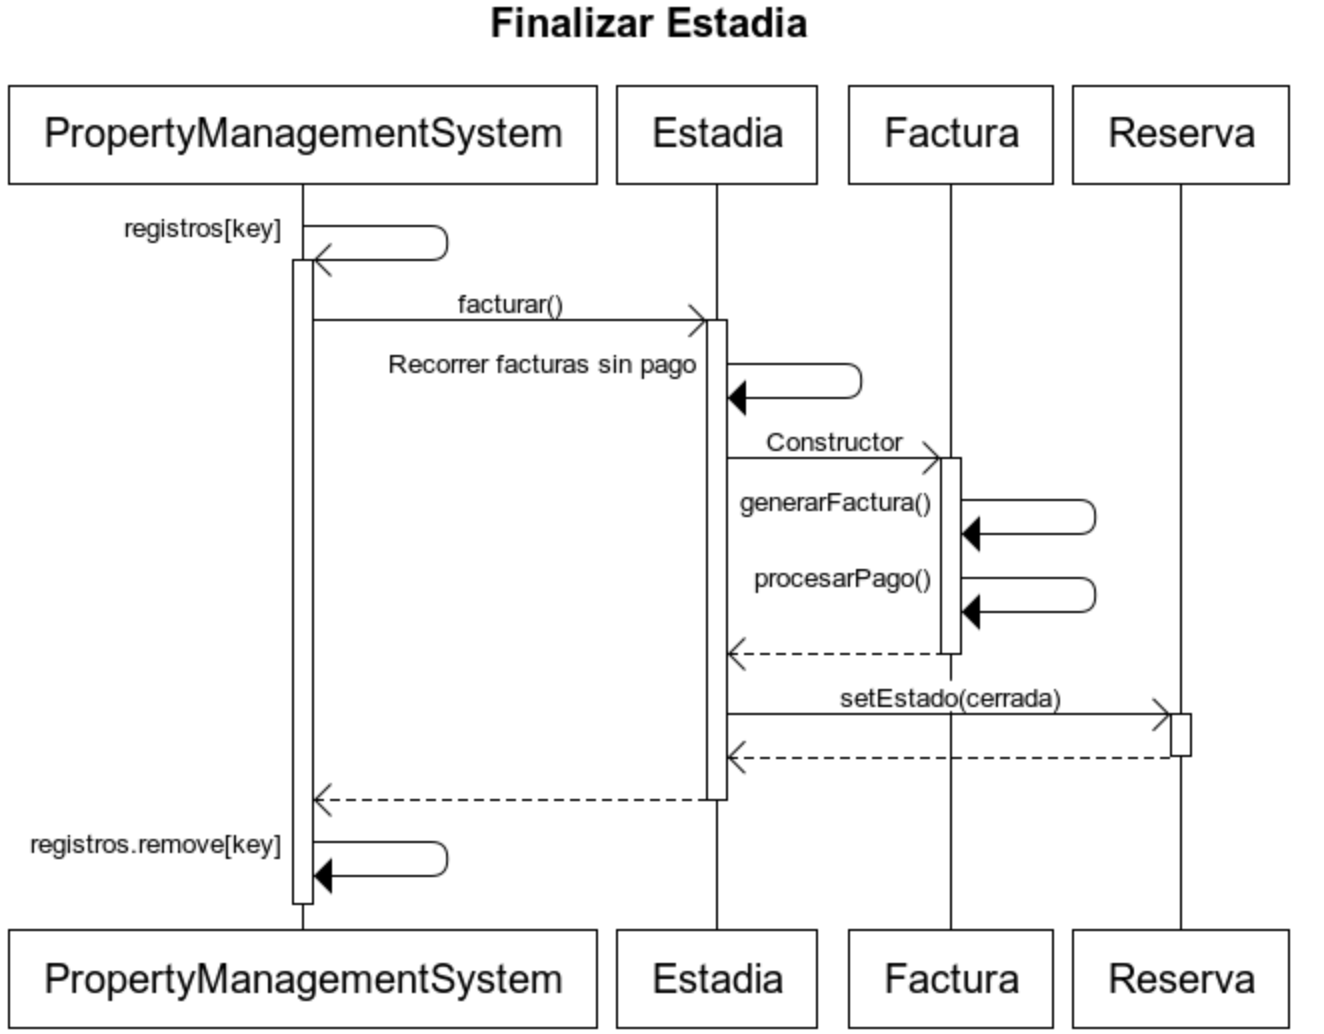 Finalizar Estadia
PropertyManagementSystem
Estadia
Factura
Reserva
registros[key]
facturar()
Recorrer facturas sin pago
Constructor
generarFactura()
procesarPago()
setEstado(cerrada)
registros.remove[key]
PropertyManagementSystem
Estadia
Factura
Reserva